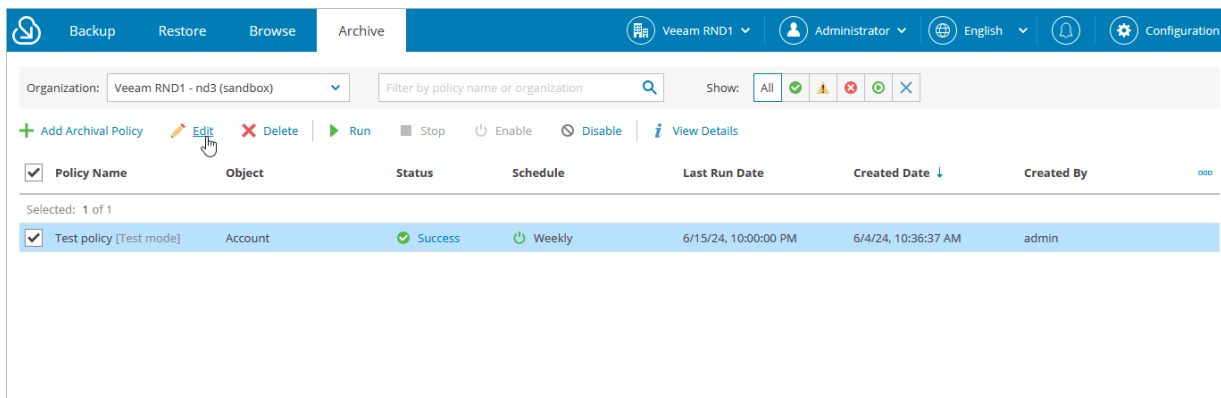 Backup Restore Browse Archive Veeam RND1 Administrator English Configuration
Organization: Veeam RND1 - nd3 (sandbox) Filter by policy name or organization Show: All
Add Archival Policy Edit Delete Run Stop Enable Disable View Details
Policy Name Object Status Schedule Last Run Date Created Date ↓ Created By
Selected: 1 of 1
Test policy [Test mode] Account Success Weekly 6/15/24, 10:00:00 PM 6/4/24, 10:36:37 AM admin